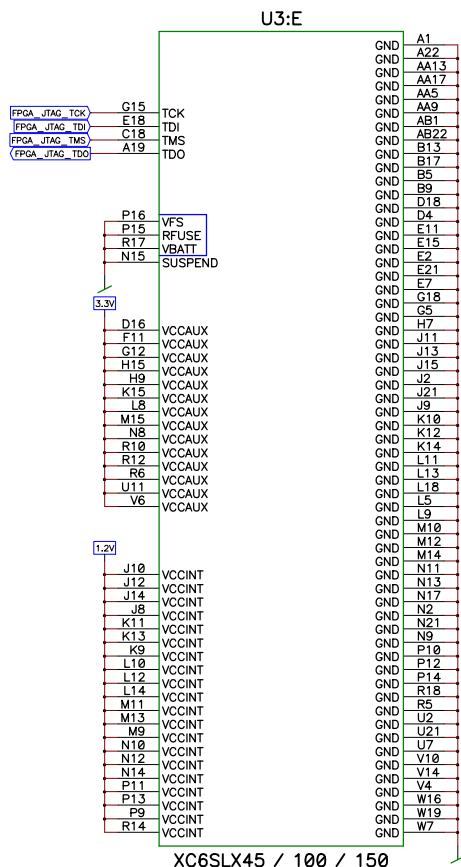 U3:E
FPGA_JTAG_TCK G15 TCK
FPGA_JTAG_TDI E18 TDI
FPGA_JTAG_TMS C18 TMS
FPGA_JTAG_TDO A19 TDO
P16 VFS
P15 RFUSE
R17 VBATT
N15 SUSPEND
3.3V
D16 VCCAUX
F11 VCCAUX
G12 VCCAUX
H15 VCCAUX
H9 VCCAUX
K15 VCCAUX
L8 VCCAUX
M15 VCCAUX
N8 VCCAUX
R10 VCCAUX
R12 VCCAUX
R6 VCCAUX
U11 VCCAUX
V6 VCCAUX
1.2V
J10 VCCINT
J12 VCCINT
J14 VCCINT
J8 VCCINT
K11 VCCINT
K13 VCCINT
K9 VCCINT
L10 VCCINT
L12 VCCINT
L14 VCCINT
M11 VCCINT
M13 VCCINT
M9 VCCINT
N10 VCCINT
N12 VCCINT
N14 VCCINT
P11 VCCINT
P13 VCCINT
P9 VCCINT
R14 VCCINT
GND A1
GND A22
GND AA13
GND AA17
GND AA5
GND AA9
GND AB1
GND AB22
GND B13
GND B17
GND B5
GND B9
GND D18
GND D4
GND E11
GND E15
GND E2
GND E21
GND E7
GND G18
GND G5
GND H7
GND J11
GND J13
GND J15
GND J2
GND J21
GND J9
GND K10
GND K12
GND K14
GND L11
GND L13
GND L18
GND L5
GND L9
GND M10
GND M12
GND M14
GND N11
GND N13
GND N17
GND N2
GND N21
GND N9
GND P10
GND P12
GND P14
GND R18
GND R5
GND U2
GND U21
GND U7
GND V10
GND V14
GND V4
GND W16
GND W19
GND W7
XC6SLX45 / 100 / 150